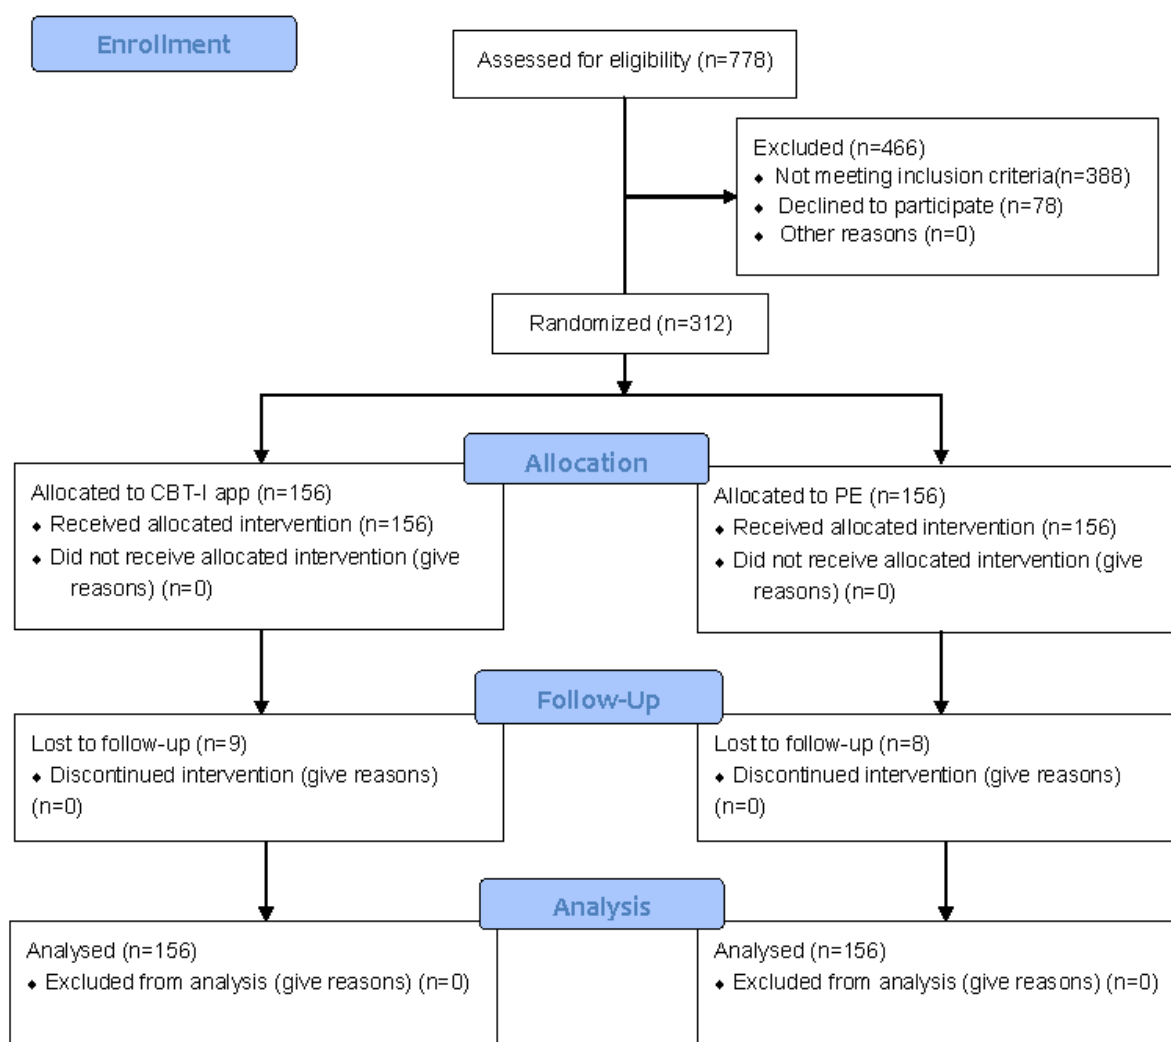 Enrollment
Assessed for eligibility (n=778)
Excluded (n=466)
⬥ Not meeting inclusion criteria(n=388)
⬥ Declined to participate (n=78)
⬥ Other reasons (n=0)
Randomized (n=312)
Allocation
Allocated to CBT-I app (n=156)
⬥ Received allocated intervention (n=156)
⬥ Did not receive allocated intervention (give
reasons) (n=0)
Allocated to PE (n=156)
⬥ Received allocated intervention (n=156)
⬥ Did not receive allocated intervention (give
reasons) (n=0)
Follow-Up
Lost to follow-up (n=9)
⬥ Discontinued intervention (give reasons)
(n=0)
Lost to follow-up (n=8)
⬥ Discontinued intervention (give reasons)
(n=0)
Analysis
Analysed (n=156)
⬥ Excluded from analysis (give reasons) (n=0)
Analysed (n=156)
⬥ Excluded from analysis (give reasons) (n=0)